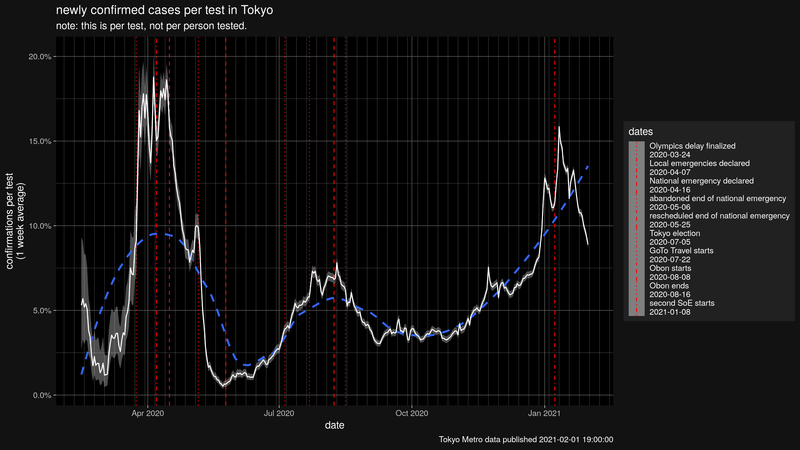 newly confirmed cases per test in Tokyo
note: this is per test, not per person tested.
20.0%
15.0%
10.0%
5.0%
0.0%
confirmations per test
(1 week average)
Apr 2020
Jul 2020
Oct 2020
Jan 2021
date
dates
Olympics delay finalized
2020-03-24
Local emergencies declared
2020-04-07
National emergency declared
2020-04-16
abandoned end of national emergency
2020-05-06
rescheduled end of national emergency
2020-05-25
Tokyo election
2020-07-05
GoTo Travel starts
2020-07-22
Obon starts
2020-08-08
Obon ends
2020-08-16
second SoE starts
2021-01-08
Tokyo Metro data published 2021-02-01 19:00:00